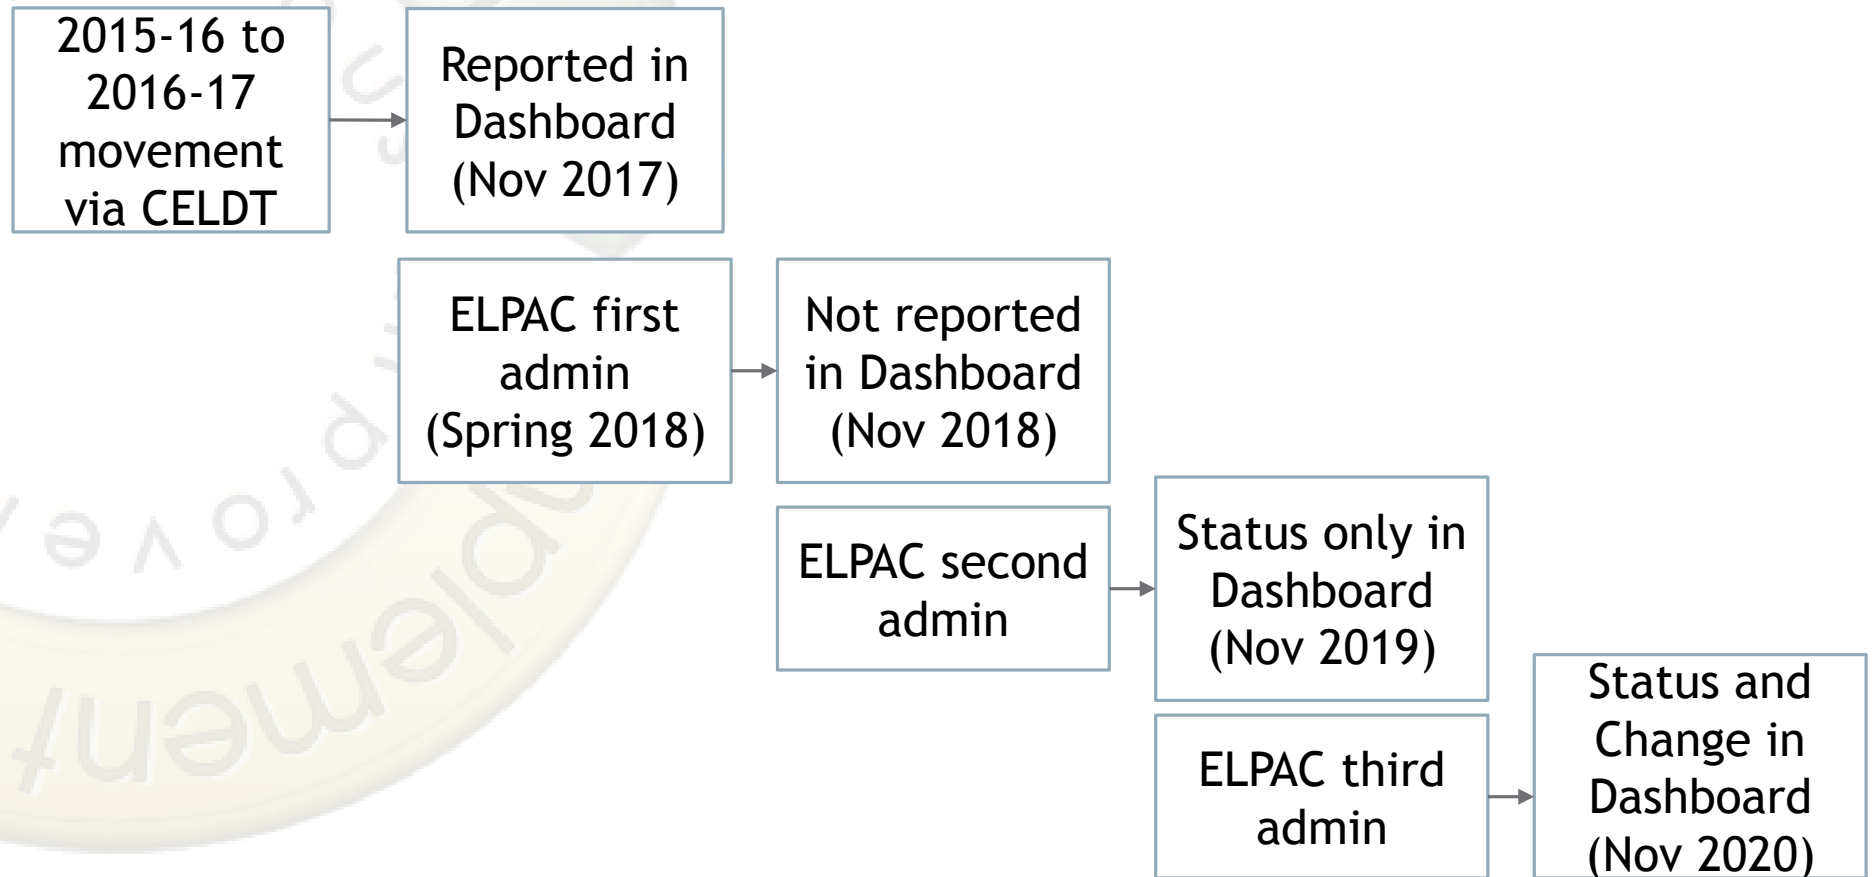 2015-16 to
2016-17
movement
via CELDT
Reported in
Dashboard
(Nov 2017)
ELPAC first
admin
(Spring 2018)
Not reported
in Dashboard
(Nov 2018)
ELPAC second
admin
Status only in
Dashboard
(Nov 2019)
ELPAC third
admin
Status and
Change in
Dashboard
(Nov 2020)